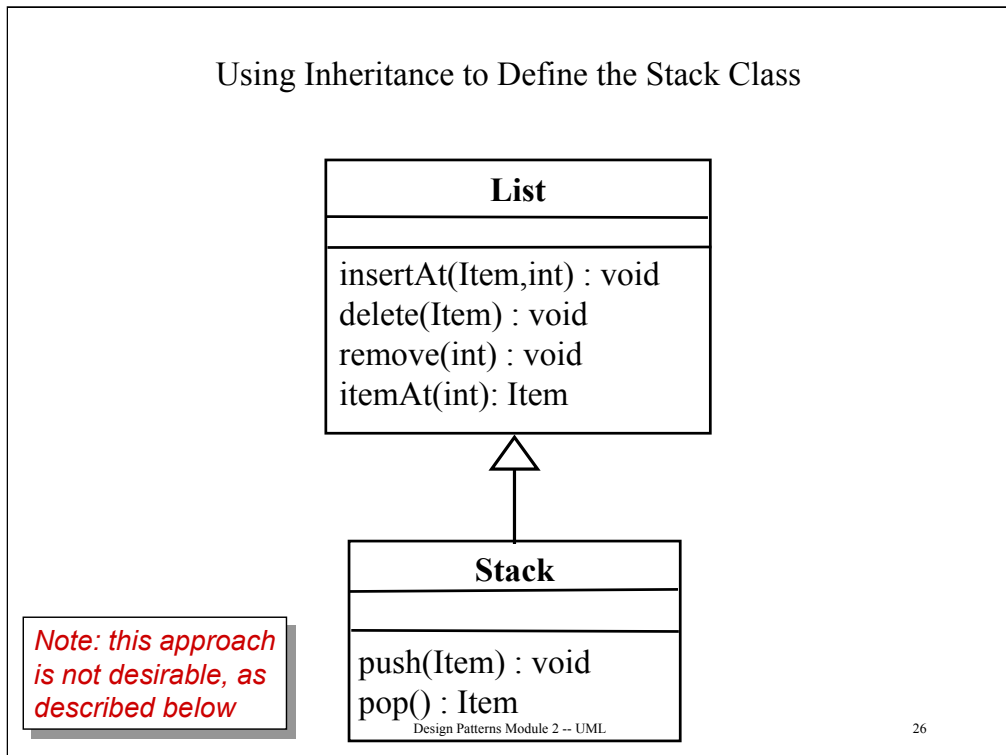 Using Inheritance to Define the Stack Class
List
insertAt(Item,int) : void
delete(Item) : void
remove(int) : void
itemAt(int): Item
Stack
push(Item) : void
pop() : Item
Note: this approach
is not desirable, as
described below
Design Patterns Module 2 -- UML
26